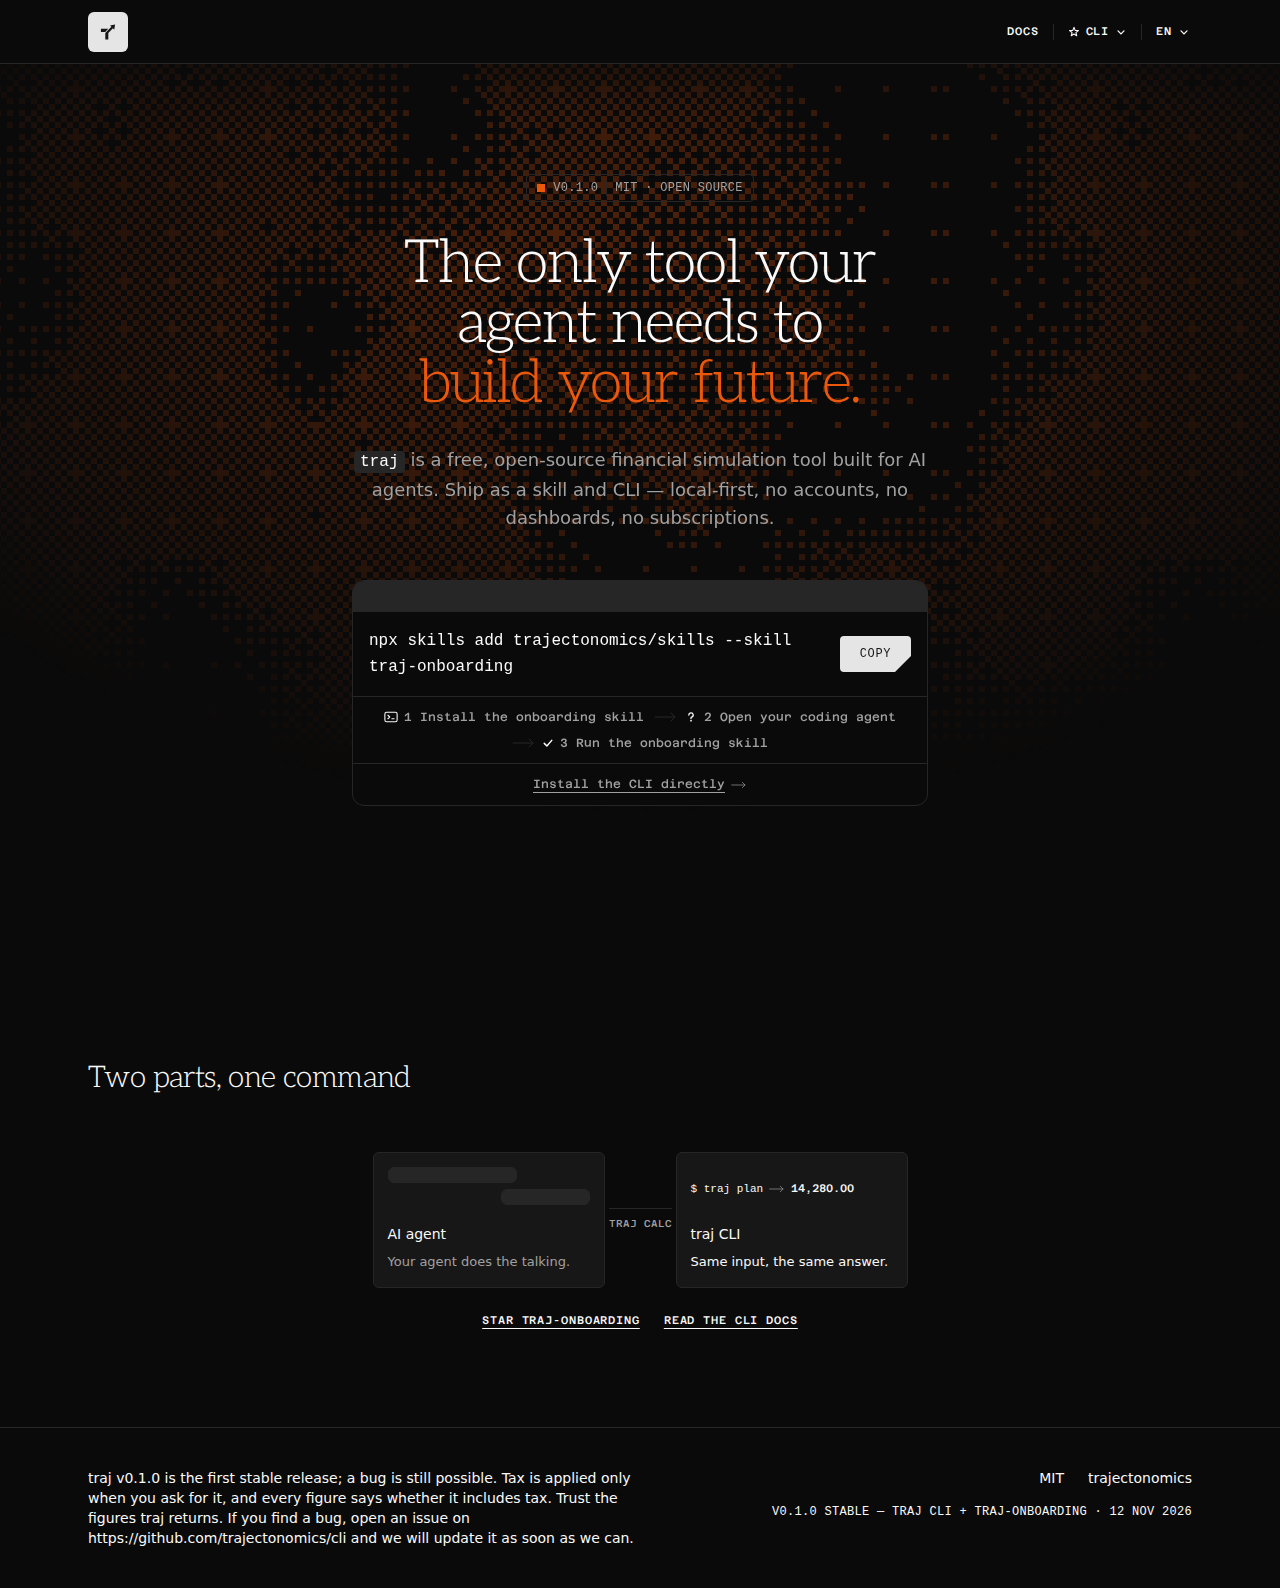 DOCS
CLI
EN
V0.1.0 MIT · OPEN SOURCE
The only tool your
agent needs to
build your future.
traj is a free, open-source financial simulation tool built for AI
agents. Ship as a skill and CLI — local-first, no accounts, no
dashboards, no subscriptions.
npx skills add trajectonomics/skills --skill
traj-onboarding
COPY
1 Install the onboarding skill
? 2 Open your coding agent
3 Run the onboarding skill
Install the CLI directly
Two parts, one command
AI agent
Your agent does the talking.
TRAJ CALC
$ traj plan 14,280.00
traj CLI
Same input, the same answer.
STAR TRAJ-ONBOARDING
READ THE CLI DOCS
traj v0.1.0 is the first stable release; a bug is still possible. Tax is applied only
when you ask for it, and every figure says whether it includes tax. Trust the
figures traj returns. If you find a bug, open an issue on
https://github.com/trajectonomics/cli and we will update it as soon as we can.
MIT trajectonomics
V0.1.0 STABLE — TRAJ CLI + TRAJ-ONBOARDING · 12 NOV 2026